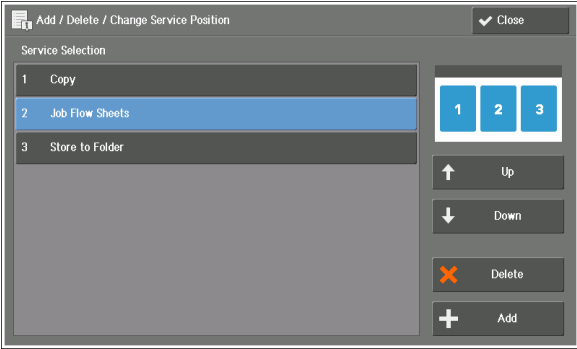 Add / Delete / Change Service Position
Close
Service Selection
1 Copy
2 Job Flow Sheets
3 Store to Folder
1 2 3
Up
Down
Delete
Add